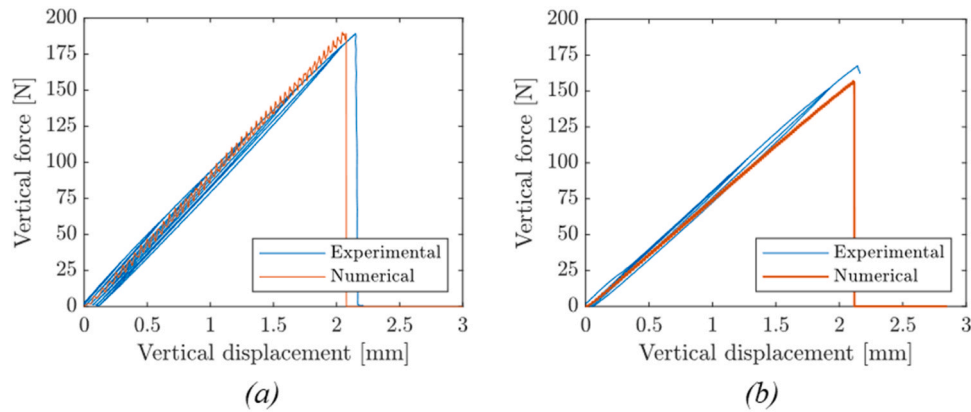 200
175
150
125
100
75
50
25
0
Vertical force [N]
Experimental
Numerical
0 0.5 1 1.5 2 2.5 3
Vertical displacement [mm]
(a)
200
175
150
125
100
75
50
25
0
Vertical force [N]
Experimental
Numerical
0 0.5 1 1.5 2 2.5 3
Vertical displacement [mm]
(b)